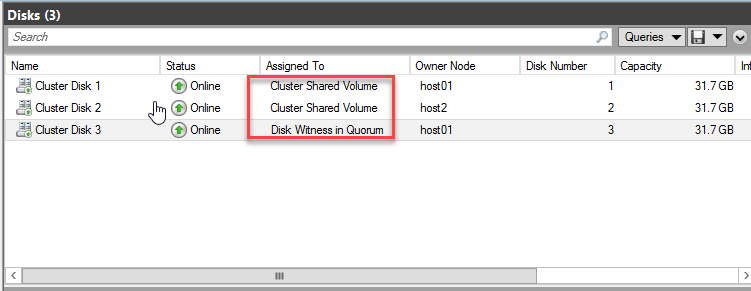 Disks (3)
Search Queries
Name Status Assigned To Owner Node Disk Number Capacity Inf
Cluster Disk 1 Online Cluster Shared Volume host01 1 31.7 GB
Cluster Disk 2 Online Cluster Shared Volume host2 2 31.7 GB
Cluster Disk 3 Online Disk Witness in Quorum host01 3 31.7 GB